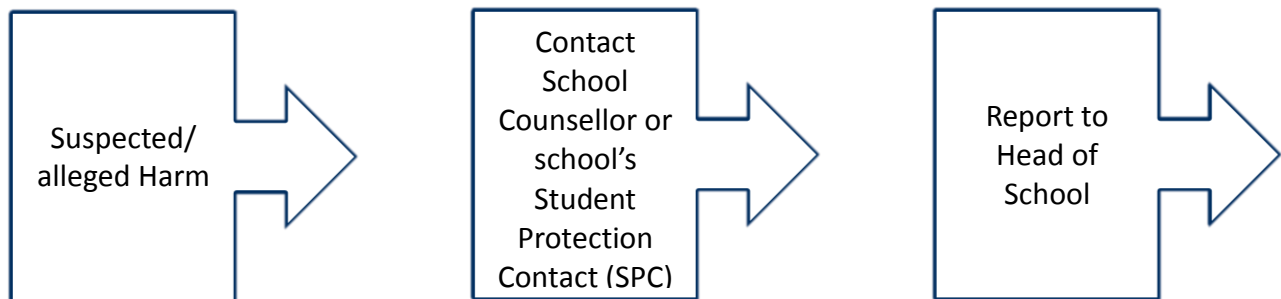 Suspected/
alleged Harm
Contact
School
Counsellor or
school’s
Student
Protection
Contact (SPC)
Report to
Head of
School